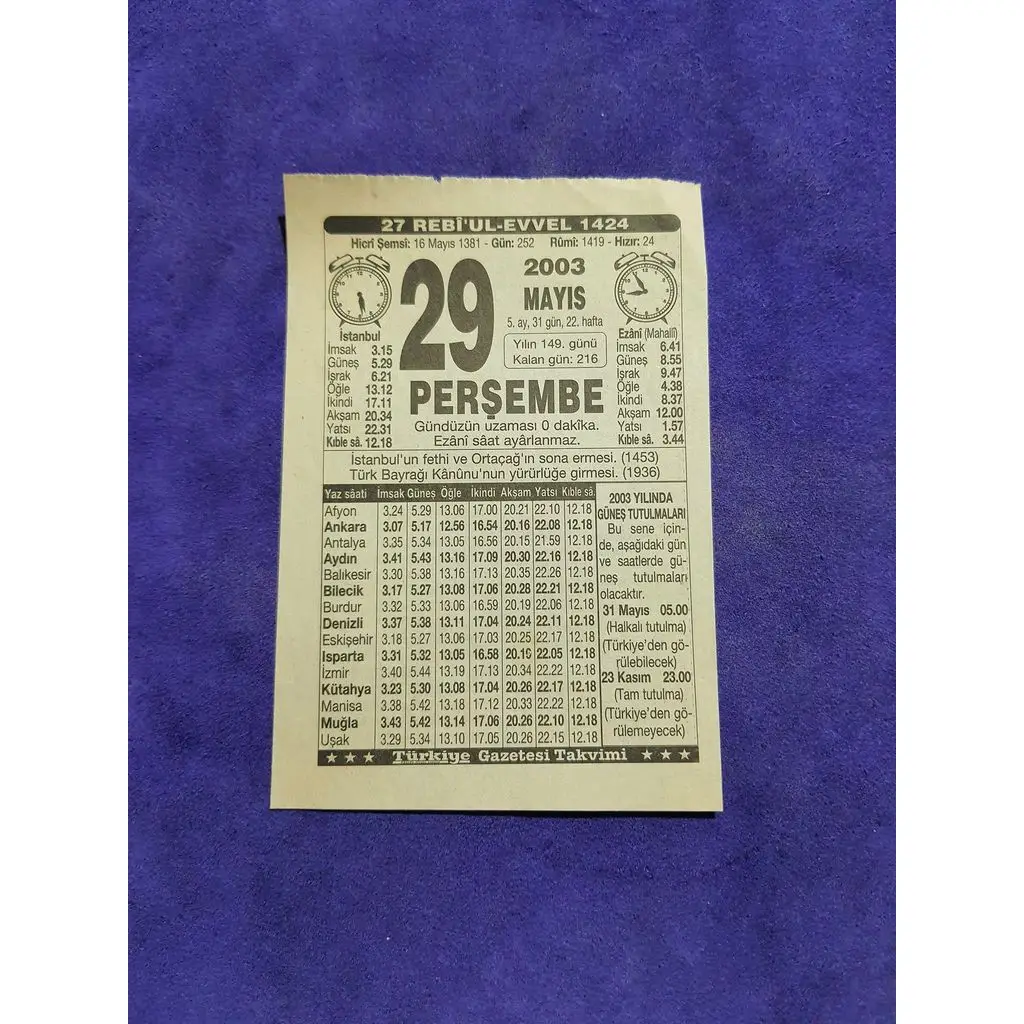 27 REBÎ'UL-EVVEL 1424
Hicrî Şemsî: 16 Mayıs 1381 - Gün: 252 Rûmî: 1419 - Hızır: 24
İstanbul
İmsak 3.15
Güneş 5.29
İşrak 6.21
Öğle 13.12
İkindi 17.11
Akşam 20.34
Yatsı 22.31
Kıble sâ. 12.18
29
2003
MAYIS
5. ay, 31 gün, 22. hafta
Yılın 149. günü
Kalan gün: 216
PERŞEMBE
Gündüzün uzaması 0 dakîka.
Ezânî sâat ayârlanmaz.
Ezânî (Mahallî)
İmsak 6.41
Güneş 8.55
İşrak 9.47
Öğle 4.38
İkindi 8.37
Akşam 12.00
Yatsı 1.57
Kıble sâ. 3.44
İstanbul'un fethi ve Ortaçağ'ın sona ermesi. (1453)
Türk Bayrağı Kânûnu'nun yürürlüğe girmesi. (1936)
Yaz sâati İmsak Güneş Öğle İkindi Akşam Yatsı Kıble sâ.
Afyon 3.24 5.29 13.06 17.00 20.21 22.10 12.18
Ankara 3.07 5.17 12.56 16.54 20.16 22.08 12.18
Antalya 3.35 5.34 13.05 16.56 20.15 21.59 12.18
Aydın 3.41 5.43 13.16 17.09 20.30 22.16 12.18
Balıkesir 3.30 5.38 13.16 17.13 20.35 22.26 12.18
Bilecik 3.17 5.27 13.08 17.06 20.28 22.21 12.18
Burdur 3.32 5.33 13.06 16.59 20.19 22.06 12.18
Denizli 3.37 5.38 13.11 17.04 20.24 22.11 12.18
Eskişehir 3.18 5.27 13.06 17.03 20.25 22.17 12.18
Isparta 3.31 5.32 13.05 16.58 20.16 22.05 12.18
İzmir 3.40 5.44 13.19 17.13 20.34 22.22 12.18
Kütahya 3.23 5.30 13.08 17.04 20.26 22.17 12.18
Manisa 3.38 5.42 13.18 17.12 20.33 22.22 12.18
Muğla 3.43 5.42 13.14 17.06 20.26 22.10 12.18
Uşak 3.29 5.34 13.10 17.05 20.26 22.15 12.18
2003 YILINDA
GÜNEŞ TUTULMALARI
Bu sene için-
de, aşağıdaki gün
ve saatlerde gü-
neş tutulmaları
olacaktır.
31 Mayıs 05.00
(Halkalı tutulma)
(Türkiye'den gö-
rülebilecek)
23 Kasım 23.00
(Tam tutulma)
(Türkiye'den gö-
rülemeyecek)
Türkiye Gazetesi Takvimi